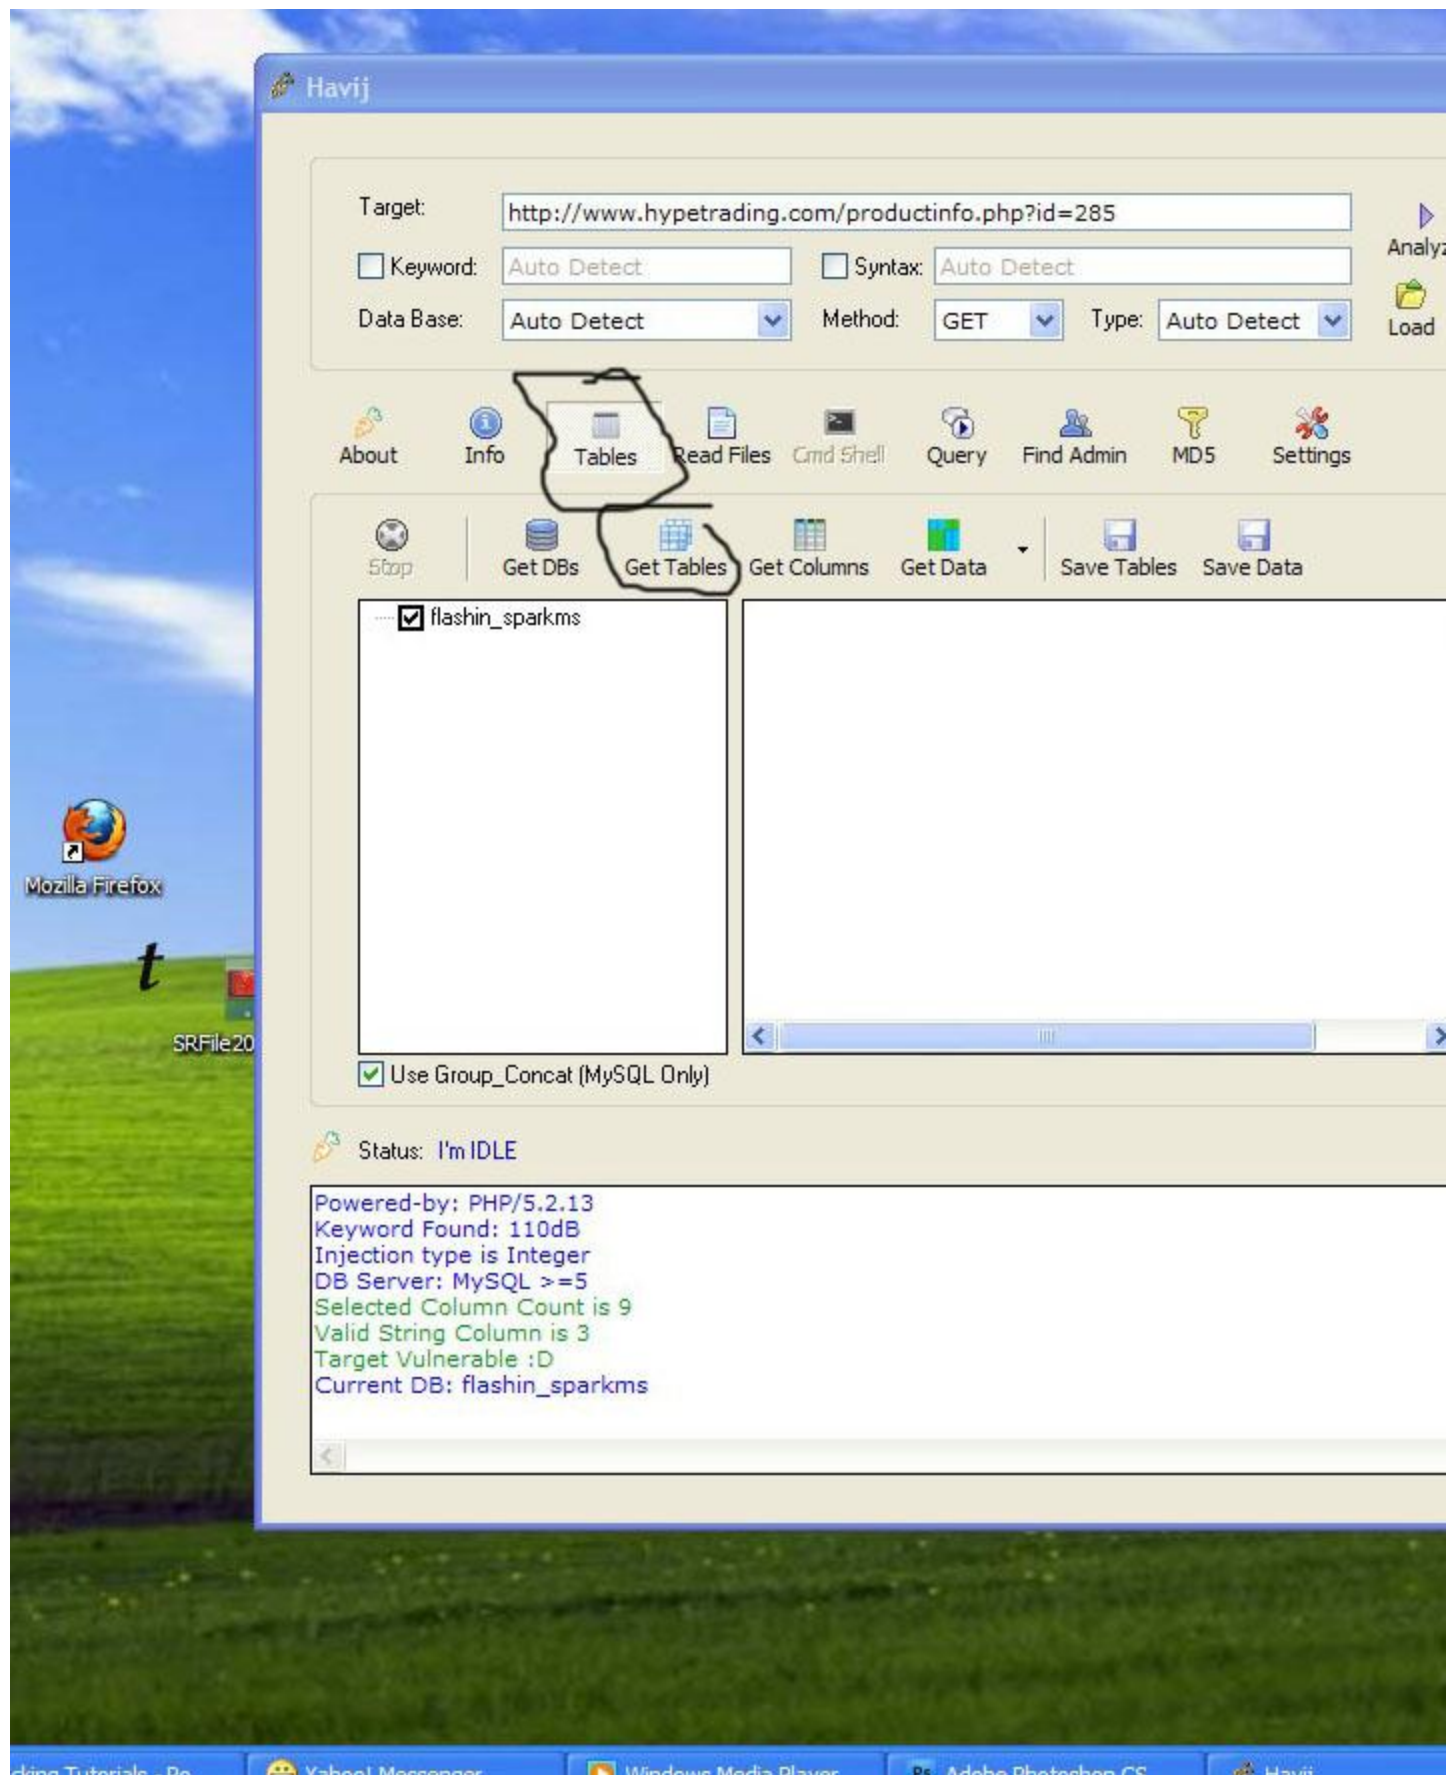 Havij
Target:
http://www.hypetrading.com/productinfo.php?id=285
Analyz
Keyword:
Auto Detect
Syntax:
Auto Detect
Load
Data Base:
Auto Detect
Method:
GET
Type:
Auto Detect
About
Info
Tables
Read Files
Cmd Shell
Query
Find Admin
MD5
Settings
Stop
Get DBs
Get Tables
Get Columns
Get Data
Save Tables
Save Data
flashin_sparkms
Mozilla Firefox
t
SRFile20
Use Group_Concat (MySQL Only)
Status: I'm IDLE
Powered-by: PHP/5.2.13
Keyword Found: 110dB
Injection type is Integer
DB Server: MySQL >=5
Selected Column Count is 9
Valid String Column is 3
Target Vulnerable :D
Current DB: flashin_sparkms
cking Tutorials - Po
Yahoo! Messenger
Windows Media Player
Ps
Adobe Photoshop CS
Havij